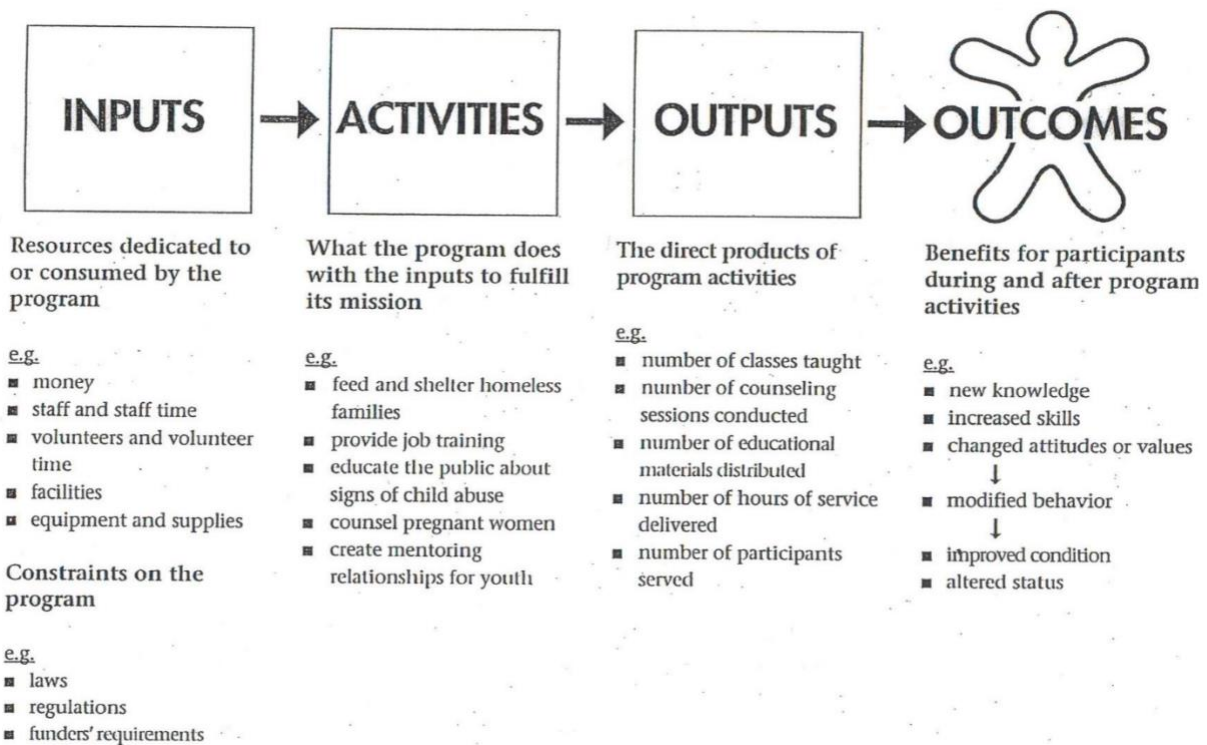 INPUTS
ACTIVITIES
OUTPUTS
OUTCOMES
Resources dedicated to
or consumed by the
program
e.g.
■ money
■ staff and staff time
■ volunteers and volunteer
time
■ facilities
■ equipment and supplies
Constraints on the
program
e.g.
■ laws
■ regulations
■ funders' requirements
What the program does
with the inputs to fulfill
its mission
e.g.
■ feed and shelter homeless
families
■ provide job training
■ educate the public about
signs of child abuse
■ counsel pregnant women
■ create mentoring
relationships for youth
The direct products of
program activities
e.g.
■ number of classes taught
■ number of counseling
sessions conducted
■ number of educational
materials distributed
■ number of hours of service
delivered
■ number of participants
served
Benefits for participants
during and after program
activities
e.g.
■ new knowledge
■ increased skills
■ changed attitudes or values
■ modified behavior
■ improved condition
■ altered status